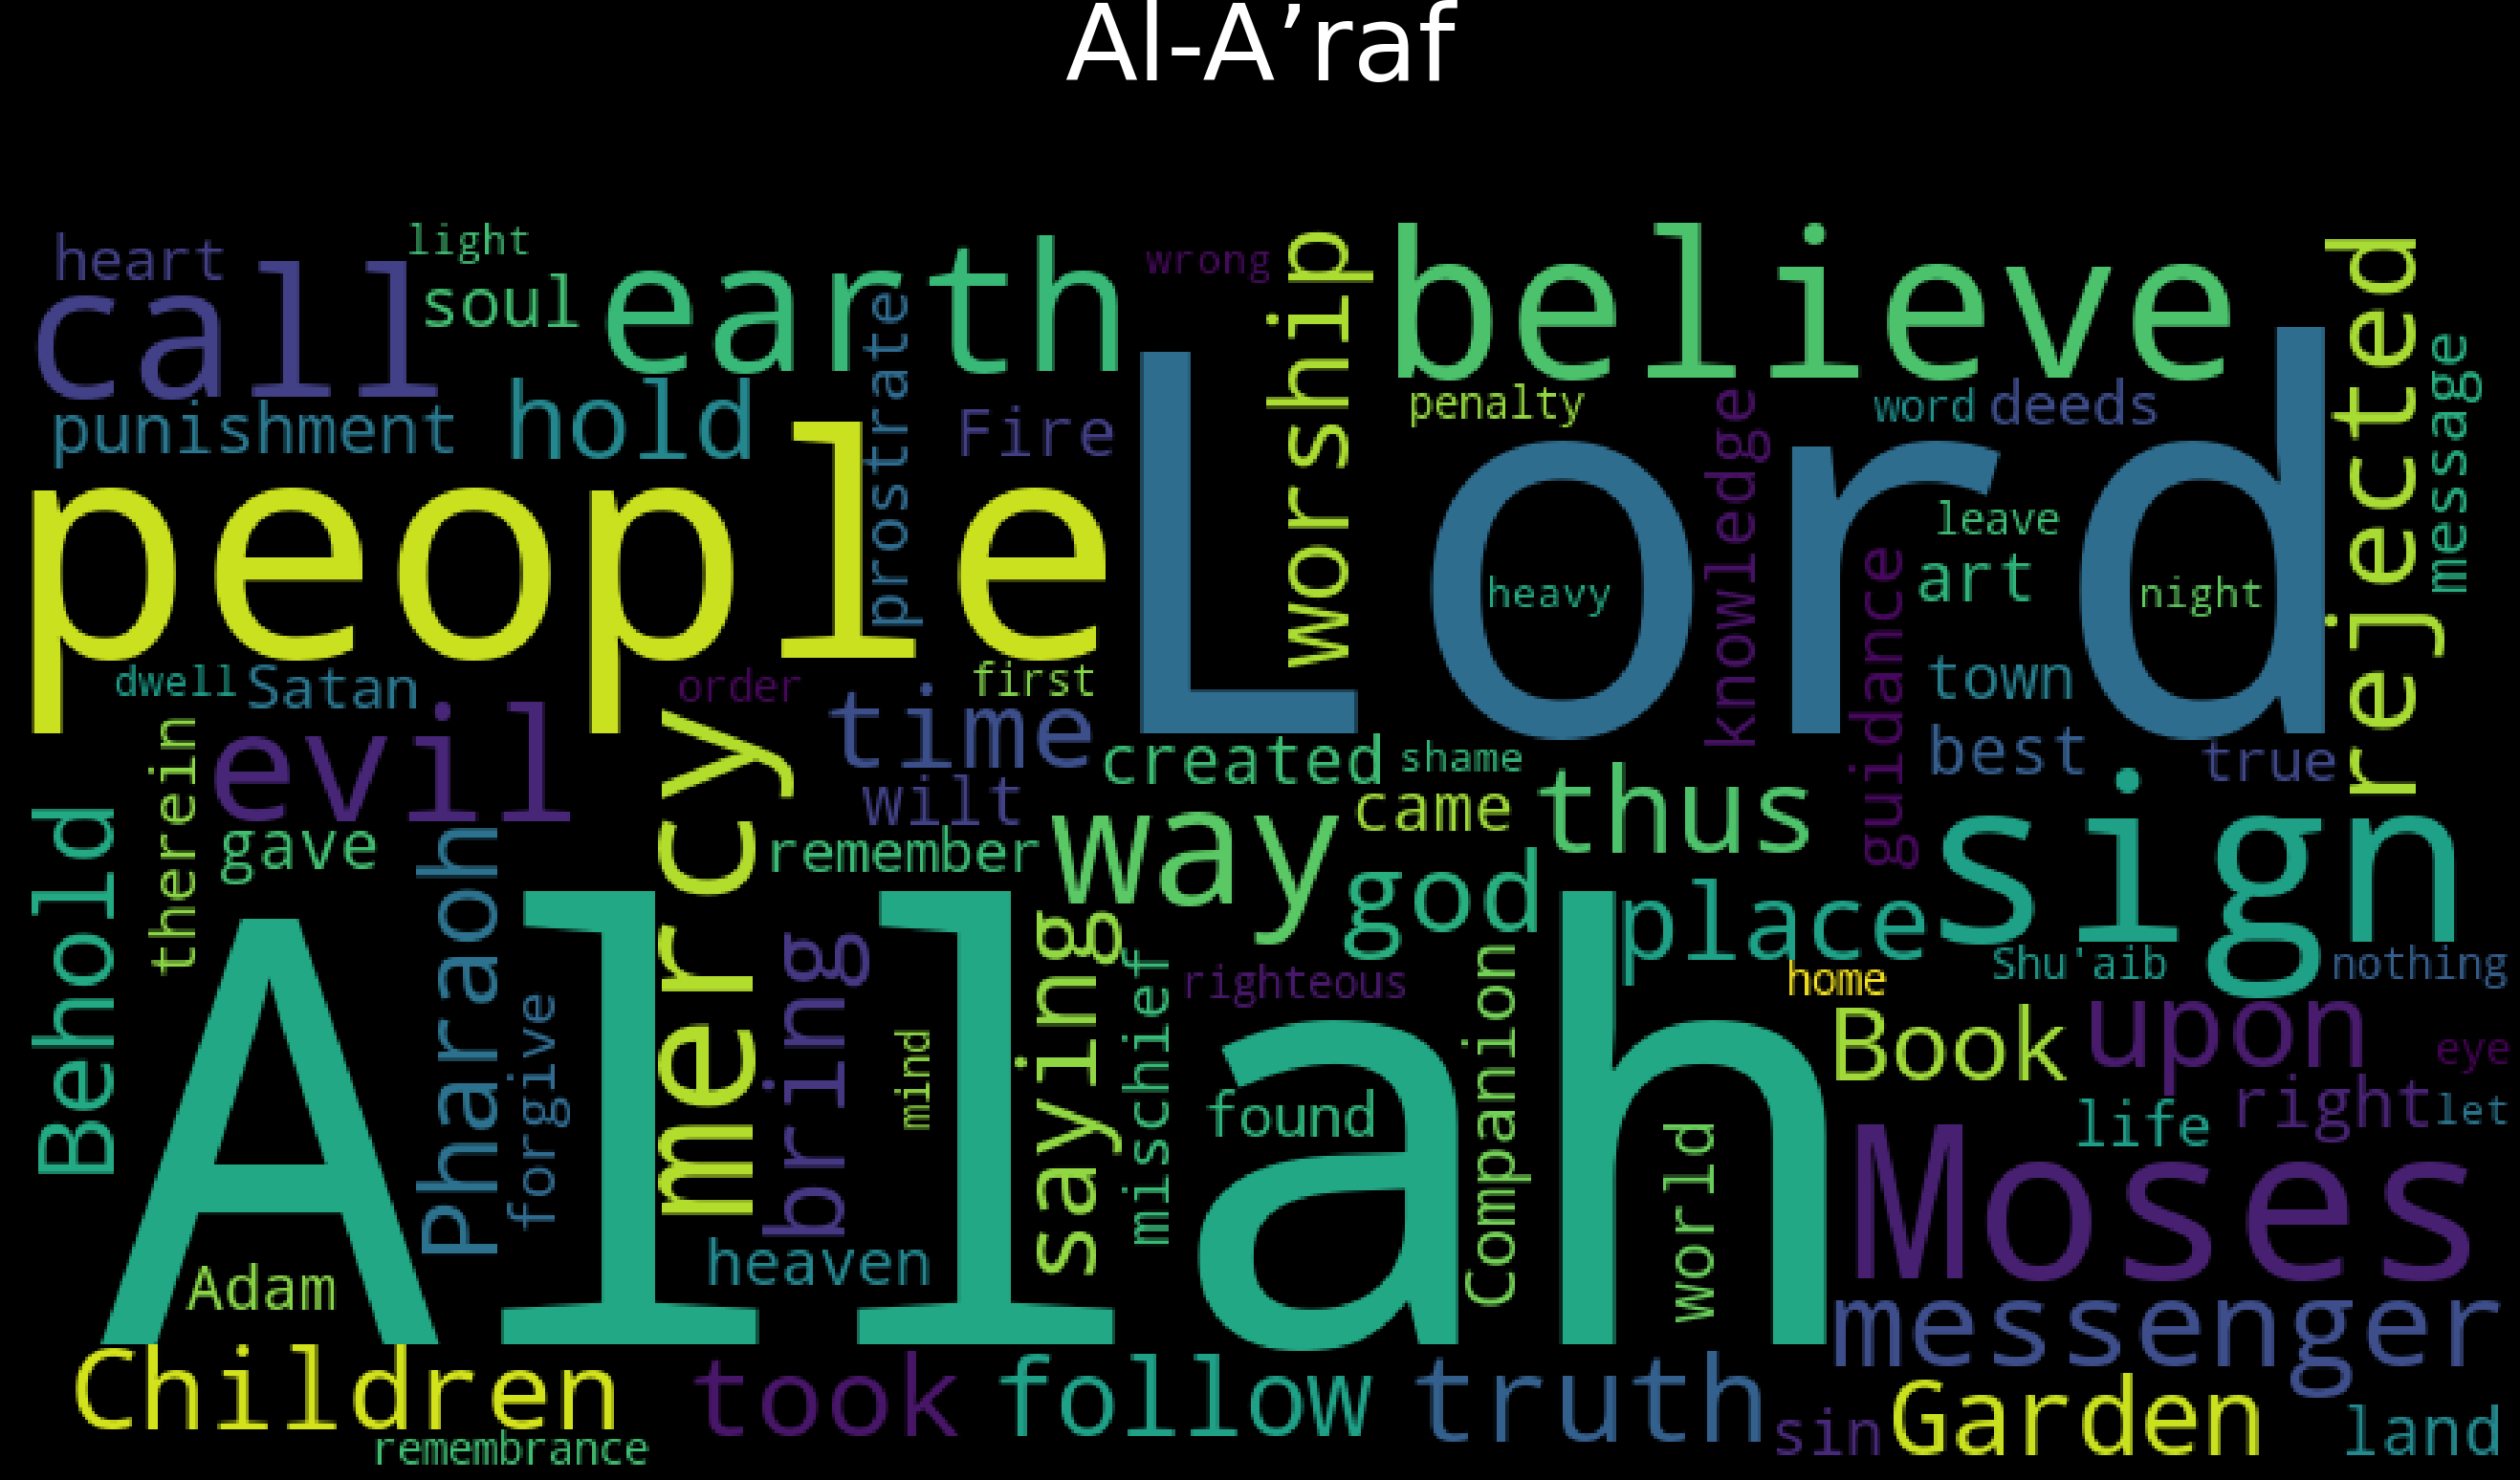 Al-A’raf
heart
light
call
soul
earth
wrong
worship
believe
rejected
message
punishment
hold
prostrate
Fire
penalty
word
deeds
people
Lord
knowledge
leave
art
heavy
night
guidance
dwell
Satan
order
first
town
evil
time
created
shame
best
true
therein
mercy
wilt
came
thus
sign
Behold
gave
Pharaoh
remember
way
god
place
saying
mischief
righteous
Companion
home
Shu'aib
nothing
Allah
forgive
bring
mind
found
world
Book
upon
eye
life
right
let
Adam
heaven
Moses
messenger
Children
took
follow
truth
sin
Garden
land
remembrance